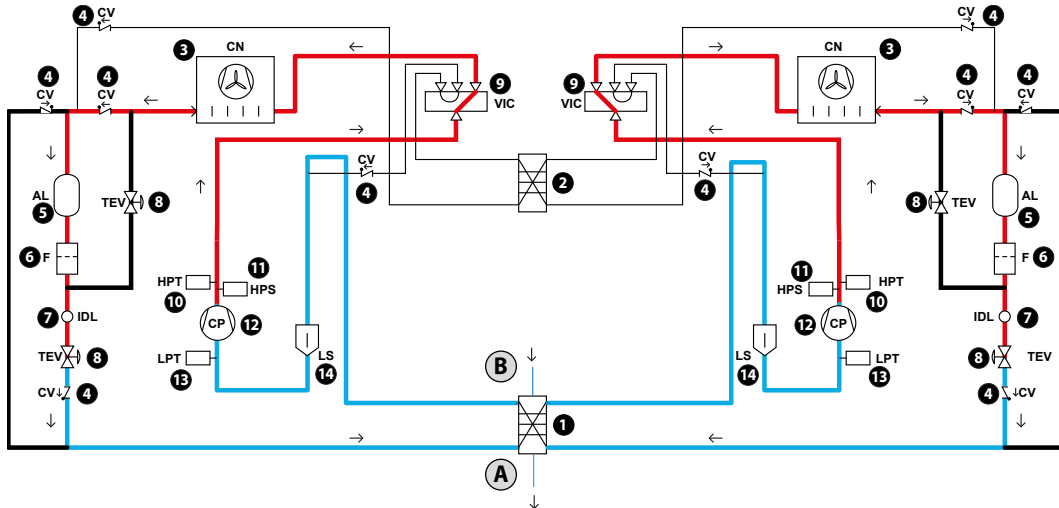 4 CV CV 4
3 CN CN 3
4 4 9 9 4 4
CV CV VIC VIC CV CV
CV CV
4 2 4
AL 5 TEV 8 8 TEV AL 5
6 F F 6
11 11
HPT HPS HPS HPT
10 10
7 IDL CP 12 12 CP IDL 7
TEV 8 LPT 13 LS 14 B LS 14 LPT 13 8 TEV
CV 4 4 CV
1
A